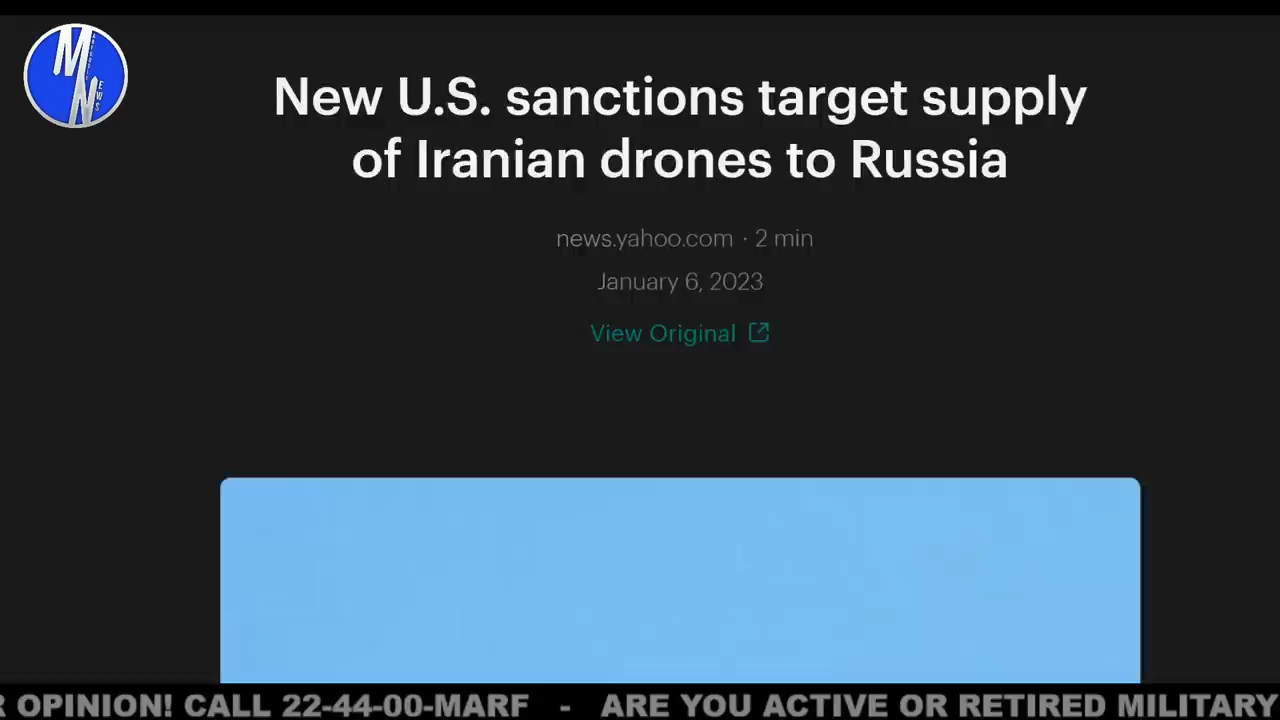 New U.S. sanctions target supply
of Iranian drones to Russia
news.yahoo.com · 2 min
January 6, 2023
View Original
R OPINION! CALL 22-44-00-MARF - ARE YOU ACTIVE OR RETIRED MILITARY